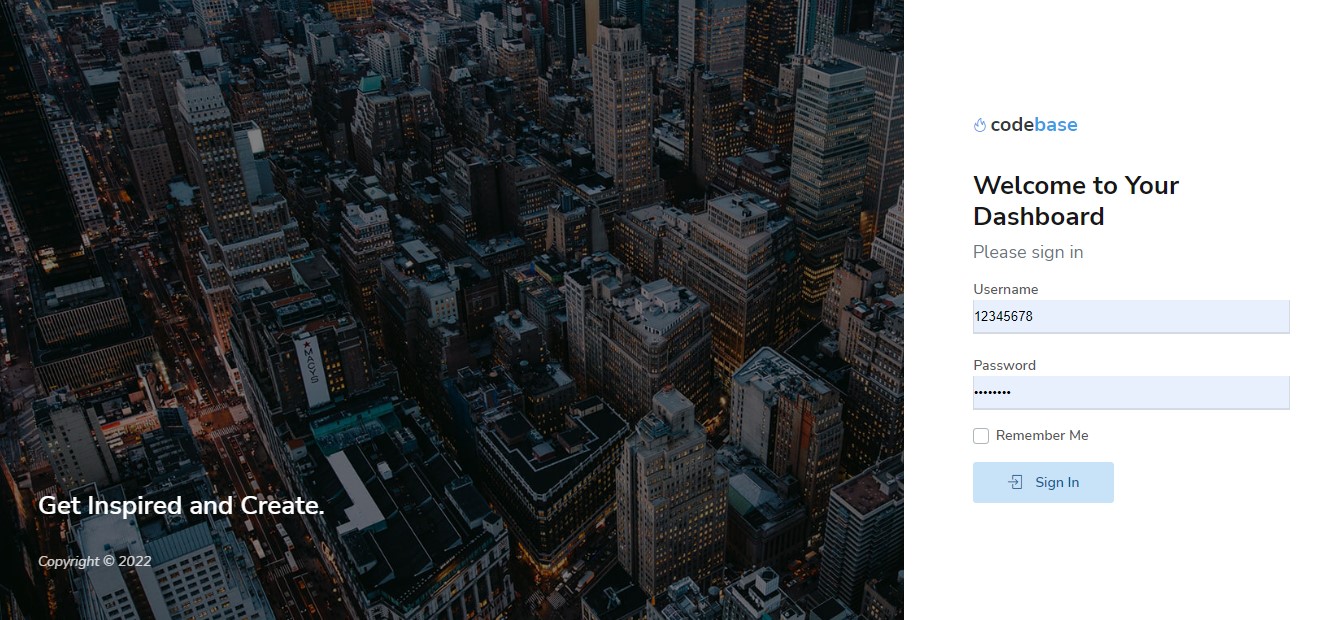 codebase
Welcome to Your
Dashboard
Please sign in
Username
12345678
Password
••••••••
Remember Me
Sign In
★MACYS
Get Inspired and Create.
Copyright © 2022